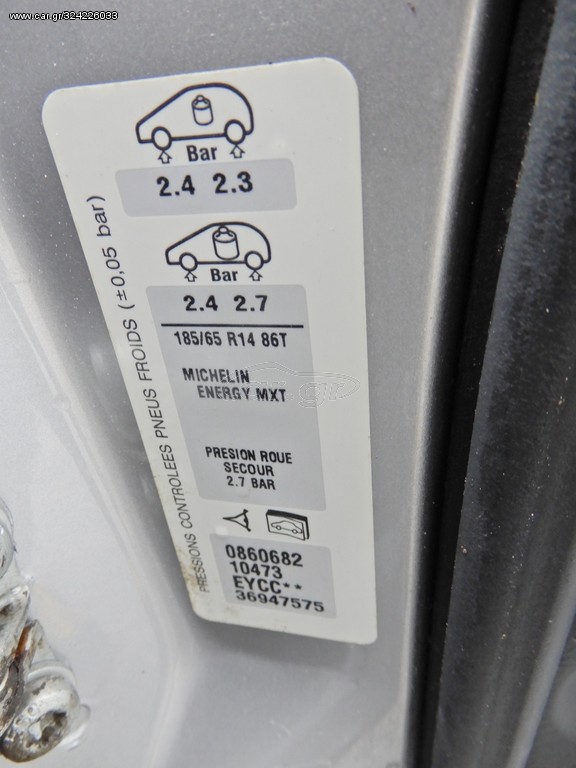 www.car.gr/324226033
Bar
2.4 2.3
Bar
2.4 2.7
185/65 R14 86T
MICHELIN
ENERGY MXT
PRESION ROUE
SECOUR
2.7 BAR
0860682
10473
EYCC**
36947575
PRESSIONS CONTROLEES PNEUS FROIDS (±0,05 bar)